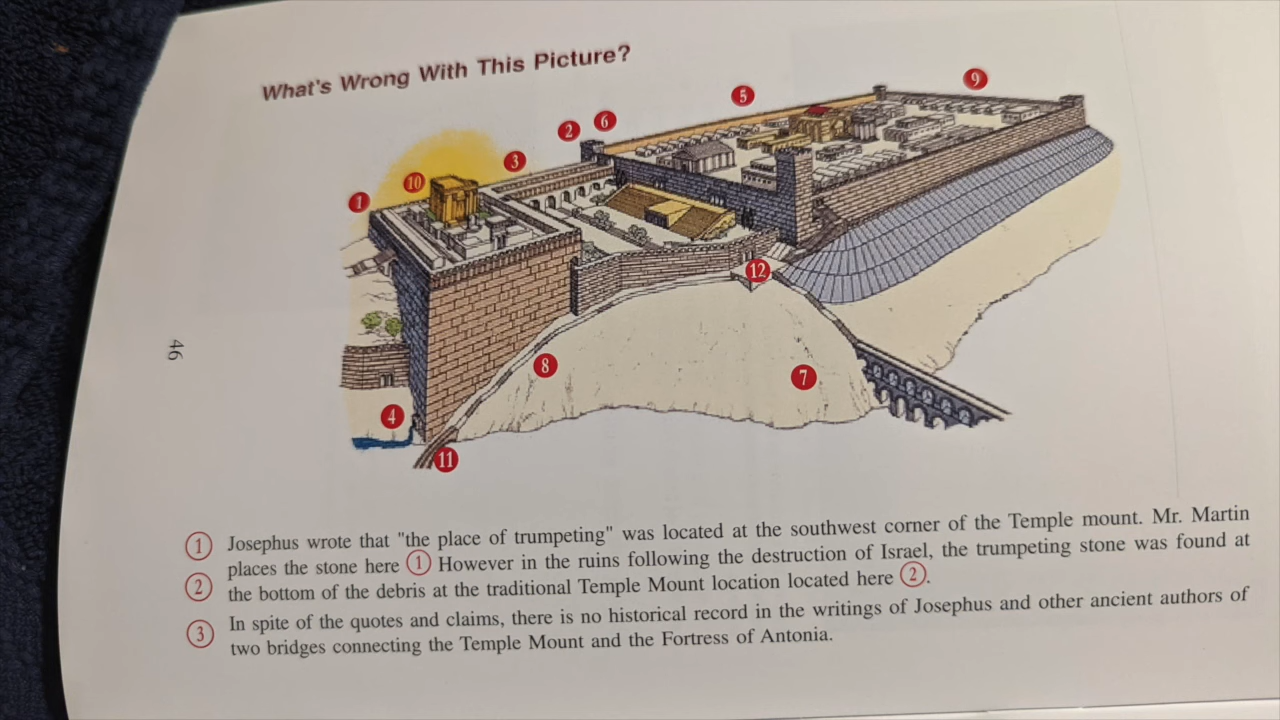 What's Wrong With This Picture?
9
5
6
2
3
10
1
12
46
8
7
4
11
1 Josephus wrote that "the place of trumpeting" was located at the southwest corner of the Temple mount. Mr. Martin
places the stone here 1 However in the ruins following the destruction of Israel, the trumpeting stone was found at
2 the bottom of the debris at the traditional Temple Mount location located here 2.
In spite of the quotes and claims, there is no historical record in the writings of Josephus and other ancient authors of
3 two bridges connecting the Temple Mount and the Fortress of Antonia.